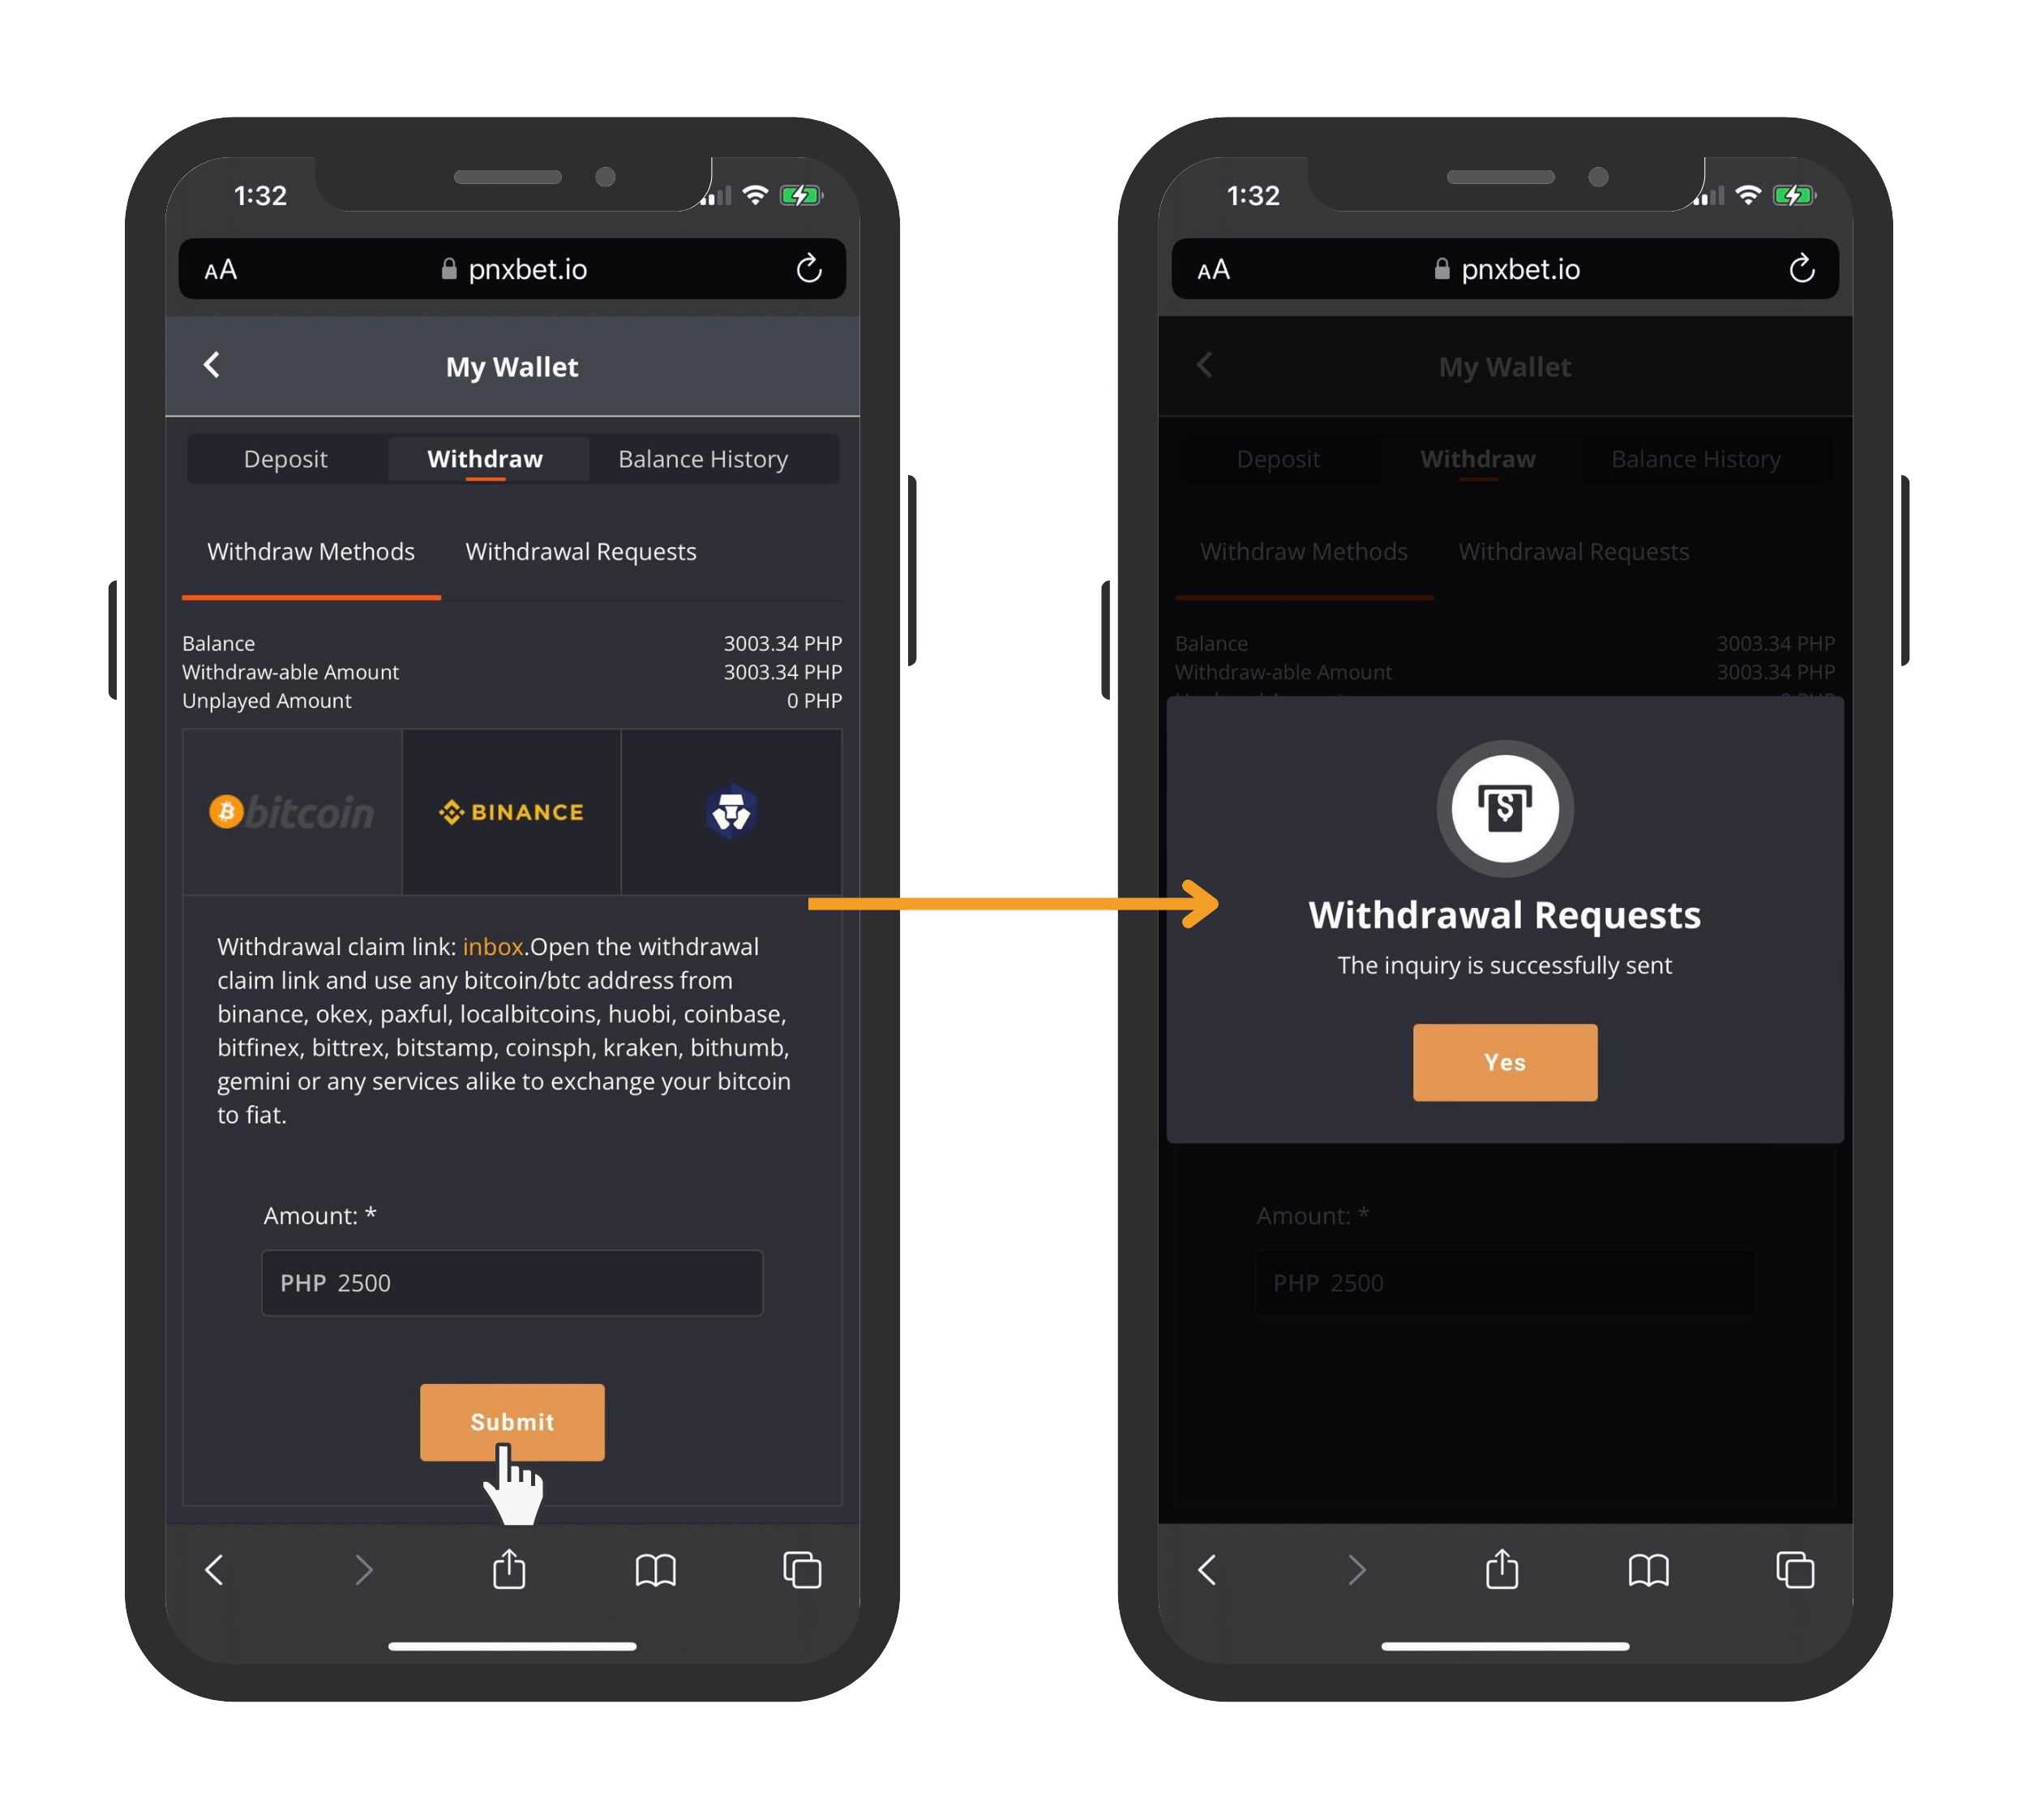 1:32
AA pnxbet.io
My Wallet
Deposit Withdraw Balance History
Withdraw Methods Withdrawal Requests
Balance 3003.34 PHP
Withdraw-able Amount 3003.34 PHP
Unplayed Amount 0 PHP
bitcoin BINANCE
Withdrawal claim link: inbox.Open the withdrawal
claim link and use any bitcoin/btc address from
binance, okex, paxful, localbitcoins, huobi, coinbase,
bitfinex, bittrex, bitstamp, coinsph, kraken, bithumb,
gemini or any services alike to exchange your bitcoin
to fiat.
Amount: *
PHP 2500
Submit
1:32
AA pnxbet.io
My Wallet
Deposit Withdraw Balance History
Withdraw Methods Withdrawal Requests
Balance 3003.34 PHP
Withdraw-able Amount 3003.34 PHP
Withdrawal Requests
The inquiry is successfully sent
Yes
Amount: *
PHP 2500